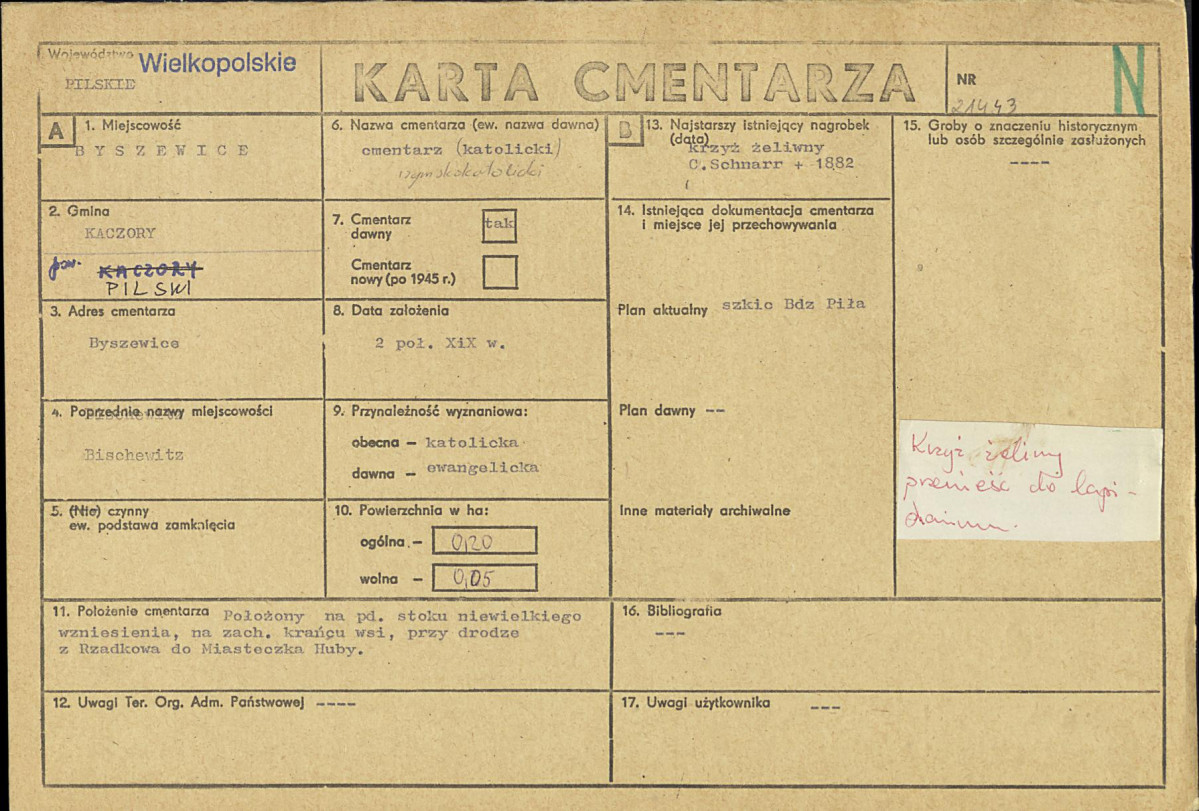 Województwo Wielkopolskie
PILSKIE
KARTA CMENTARZA
NR
21443
N
A
1. Miejscowość
BYSZEWICE
2. Gmina
KACZORY
pow. KACZORY
PILSKI
3. Adres cmentarza
Byszewice
4. Poprzednie nazwy miejscowości
Bischewitz
5. (Nie) czynny
ew. podstawa zamknięcia
6. Nazwa cmentarza (ew. nazwa dawna)
cmentarz (katolicki)
rzymskokatolicki
7. Cmentarz
dawny
tak
Cmentarz
nowy (po 1945 r.)
8. Data założenia
2 poł. XiX w.
9. Przynależność wyznaniowa:
obecna – katolicka
dawna – ewangelicka
10. Powierzchnia w ha:
ogólna – 0,20
wolna – 0,05
B
13. Najstarszy istniejący nagrobek
(data)
krzyż żeliwny
C.Schnarr + 1882
14. Istniejąca dokumentacja cmentarza
i miejsce jej przechowywania
Plan aktualny szkic Bdz Piła
Plan dawny --
Inne materiały archiwalne
15. Groby o znaczeniu historycznym
lub osób szczególnie zasłużonych
----
Krzyż żeliwny
przenieść do lapi-
darium.
11. Położenie cmentarza Położony na pd. stoku niewielkiego
wzniesienia, na zach. krańcu wsi, przy drodze
z Rzadkowa do Miasteczka Huby.
12. Uwagi Ter. Org. Adm. Państwowej ----
16. Bibliografia
---
17. Uwagi użytkownika ---